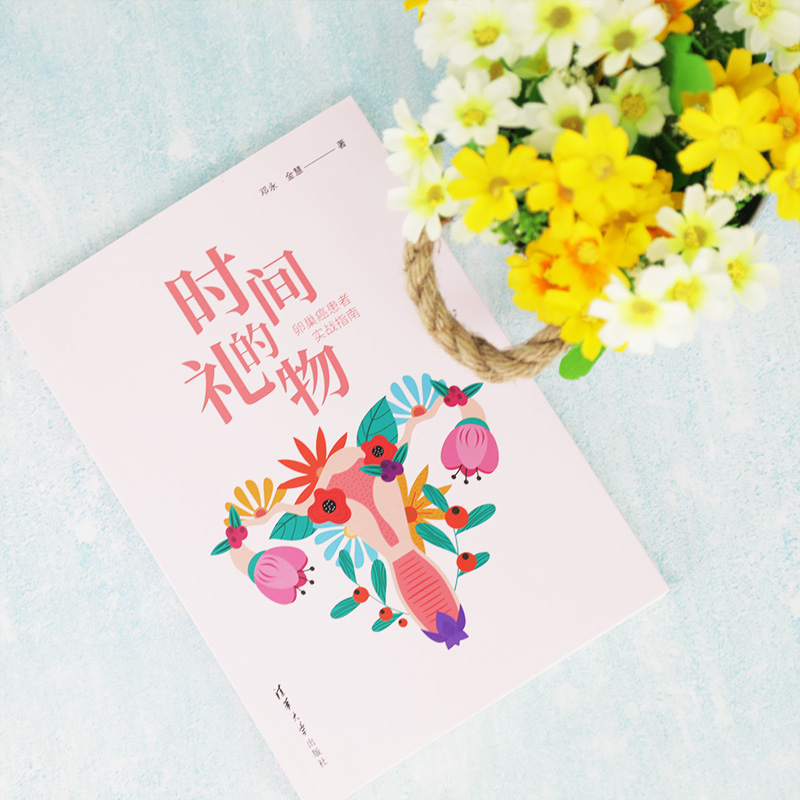 邓永 金慧——著
时间
的
礼物
卵巢癌患者
实战指南
清华大学出版社